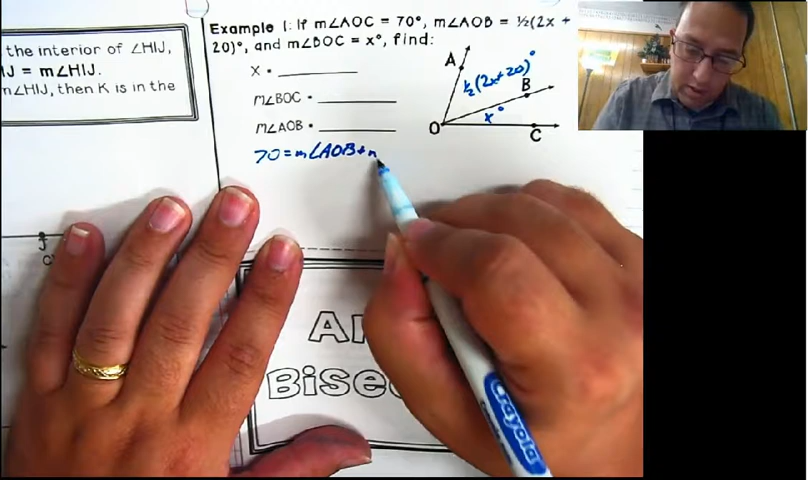 the interior of ∠HIJ,
IJ = m∠HIJ.
m∠HIJ, then K is in the
J
Example 1: If m∠AOC = 70°, m∠AOB = ½(2x +
20)°, and m∠BOC = x°, find:
x =
m∠BOC =
m∠AOB =
A
½(2x+20)°
B
x°
O
C
70 = m∠AOB + m
Bise
Crayola